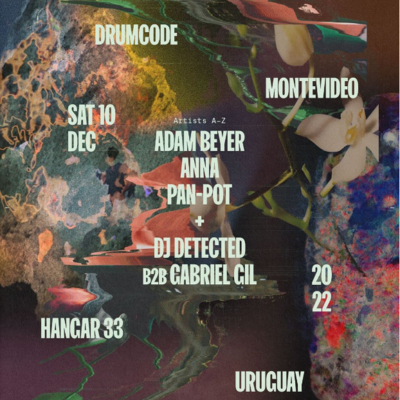 DRUMCODE
MONTEVIDEO
SAT 10
DEC
Artists A–Z
ADAM BEYER
ANNA
PAN-POT
+
DJ DETECTED
B2B GABRIEL GIL
20
22
HANGAR 33
URUGUAY